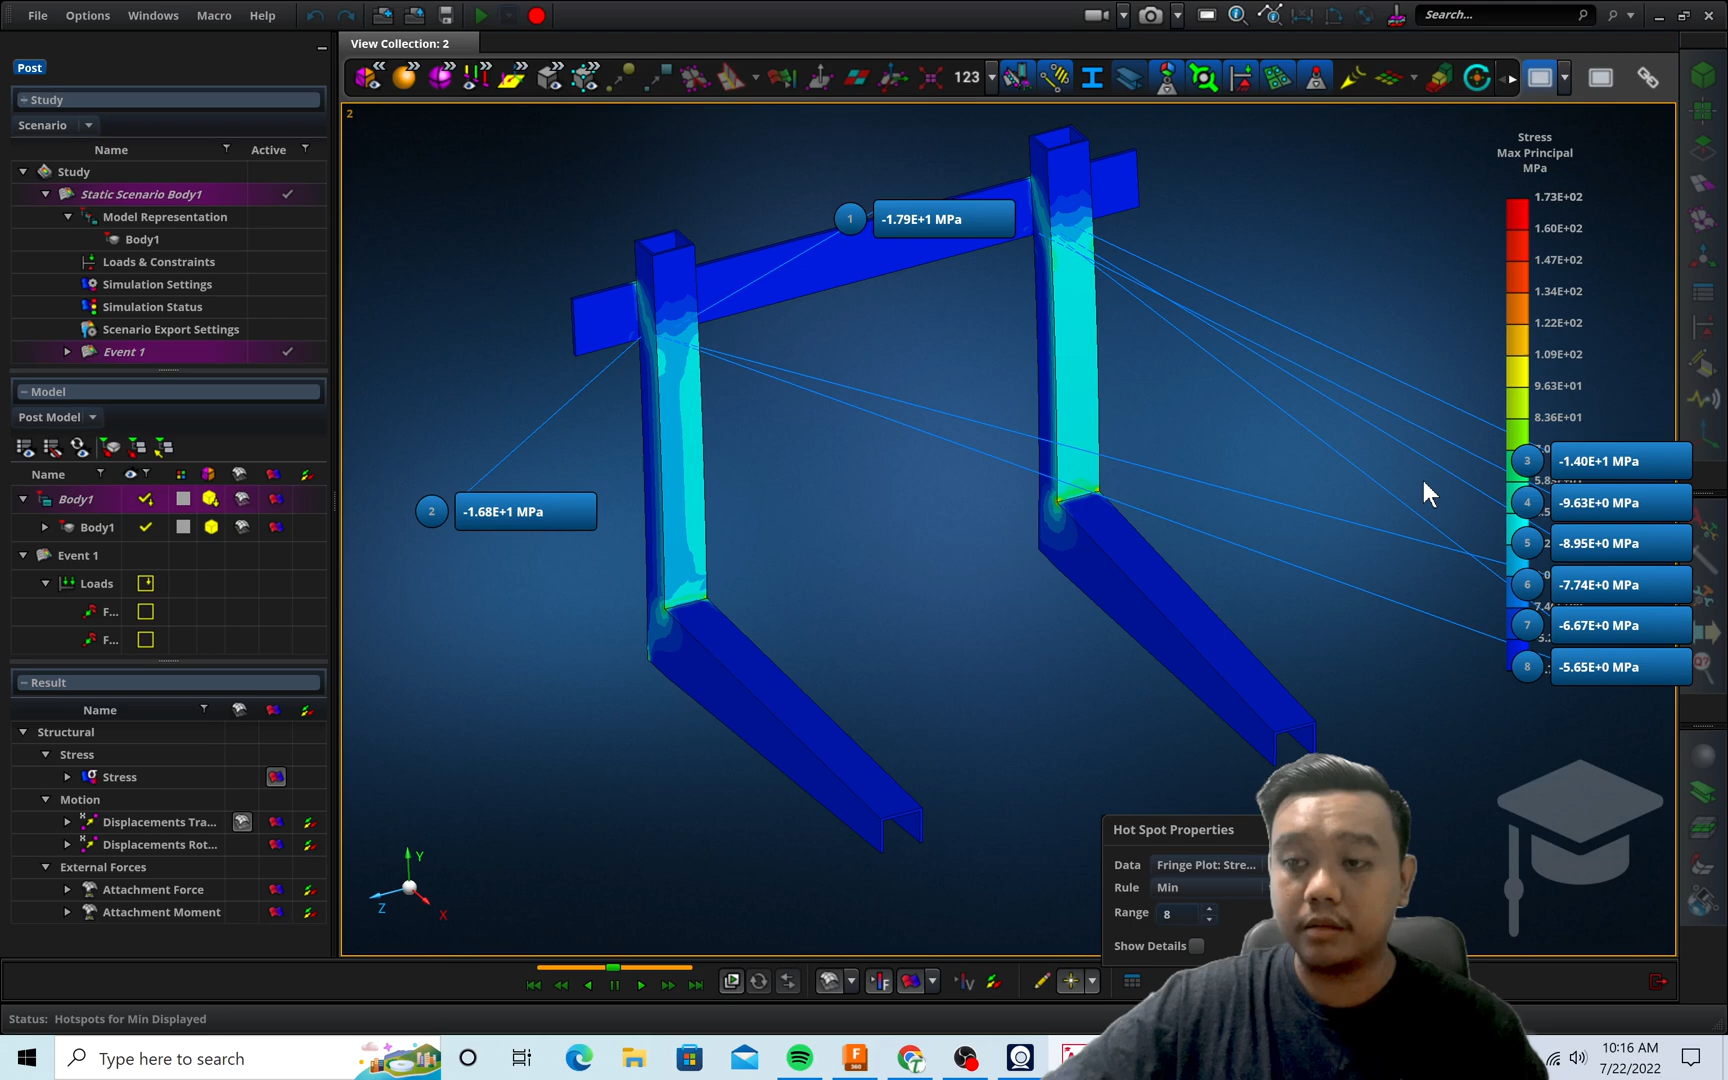 File Options Windows Macro Help
Search...
View Collection: 2
Post
Study
Scenario
Name Active
Study
Static Scenario Body1
Model Representation
Body1
Loads & Constraints
Simulation Settings
Simulation Status
Scenario Export Settings
Event 1
Model
Post Model
Name
Body1
Body1
Event 1
Loads
F...
F...
Result
Name
Structural
Stress
Stress
Motion
Displacements Tra...
Displacements Rot...
External Forces
Attachment Force
Attachment Moment
123
2
Stress
Max Principal
MPa
1.73E+02
1.60E+02
1.47E+02
1.34E+02
1.22E+02
1.09E+02
9.63E+01
8.36E+01
1 -1.79E+1 MPa
2 -1.68E+1 MPa
3 -1.40E+1 MPa
4 -9.63E+0 MPa
5 -8.95E+0 MPa
6 -7.74E+0 MPa
7 -6.67E+0 MPa
8 -5.65E+0 MPa
Y
Z
X
Hot Spot Properties
Data Fringe Plot: Stre...
Rule Min
Range 8
Show Details
Status: Hotspots for Min Displayed
Type here to search
10:16 AM
7/22/2022